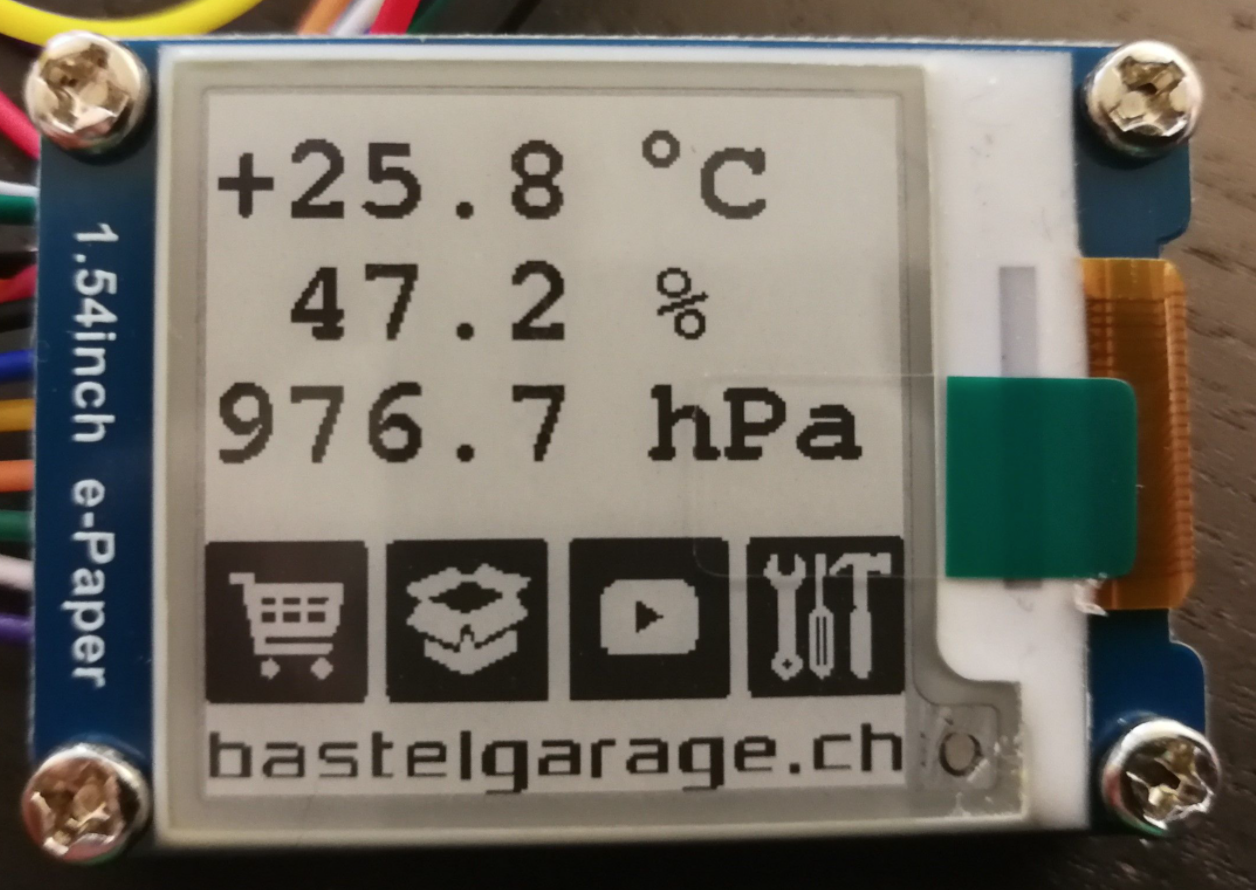 +25.8 °C
47.2 %
976.7 hPa
bastelgarage.ch
1.54inch e-Paper